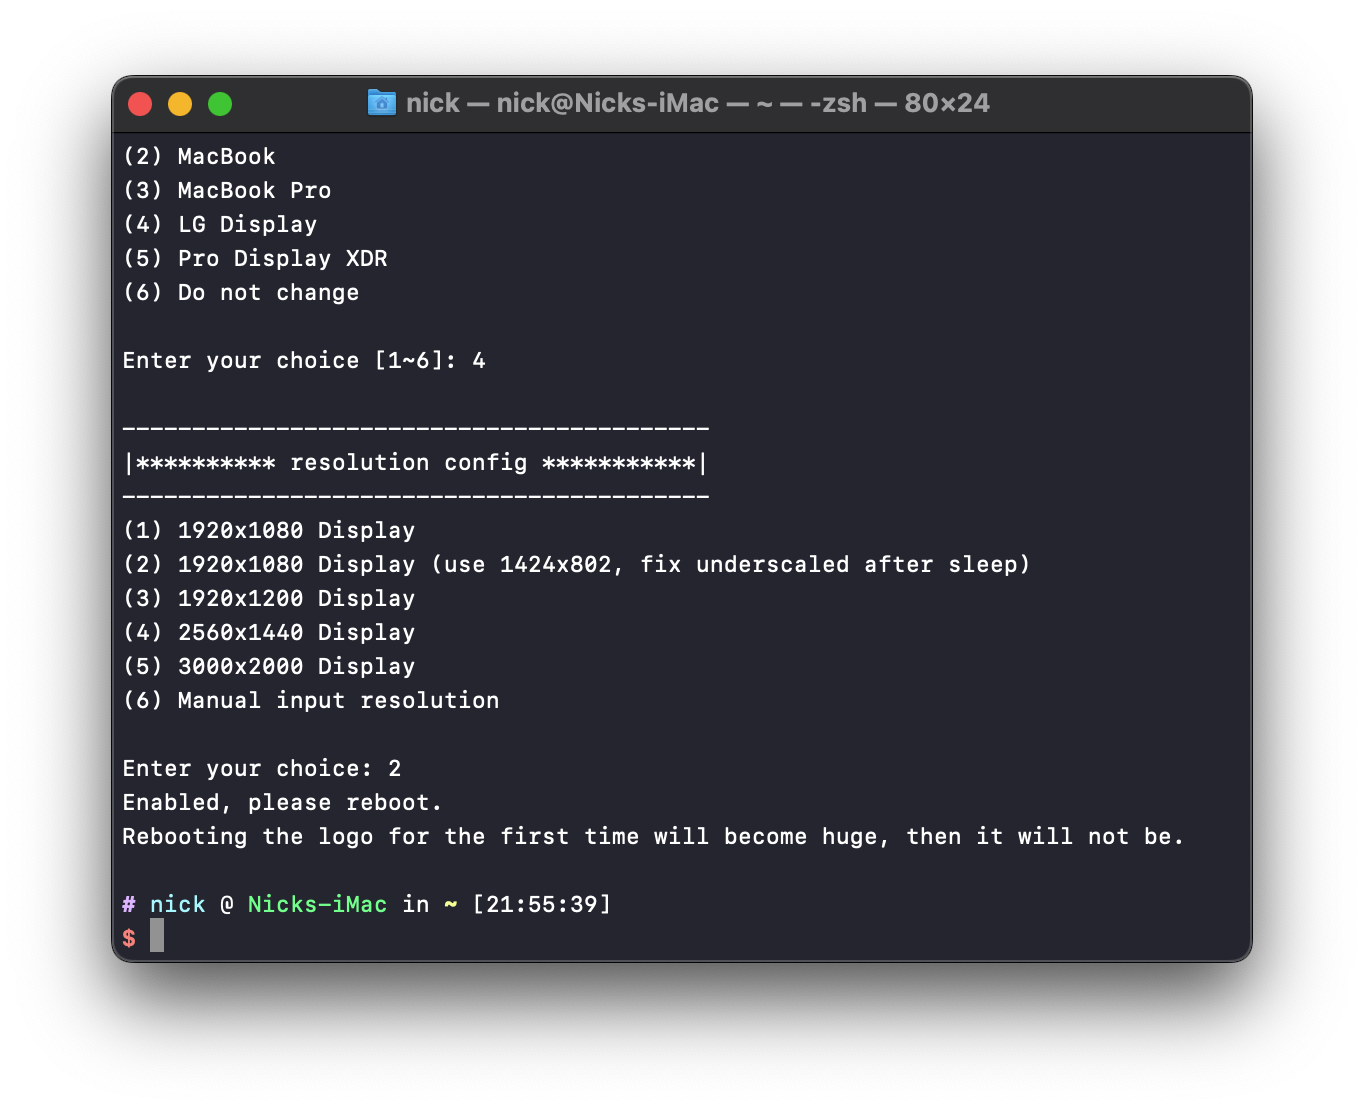 nick — nick@Nicks-iMac — ~ — -zsh — 80×24
(2) MacBook
(3) MacBook Pro
(4) LG Display
(5) Pro Display XDR
(6) Do not change
Enter your choice [1~6]: 4
------------------------------------------
|********** resolution config ***********|
------------------------------------------
(1) 1920x1080 Display
(2) 1920x1080 Display (use 1424x802, fix underscaled after sleep)
(3) 1920x1200 Display
(4) 2560x1440 Display
(5) 3000x2000 Display
(6) Manual input resolution
Enter your choice: 2
Enabled, please reboot.
Rebooting the logo for the first time will become huge, then it will not be.
# nick @ Nicks-iMac in ~ [21:55:39]
$